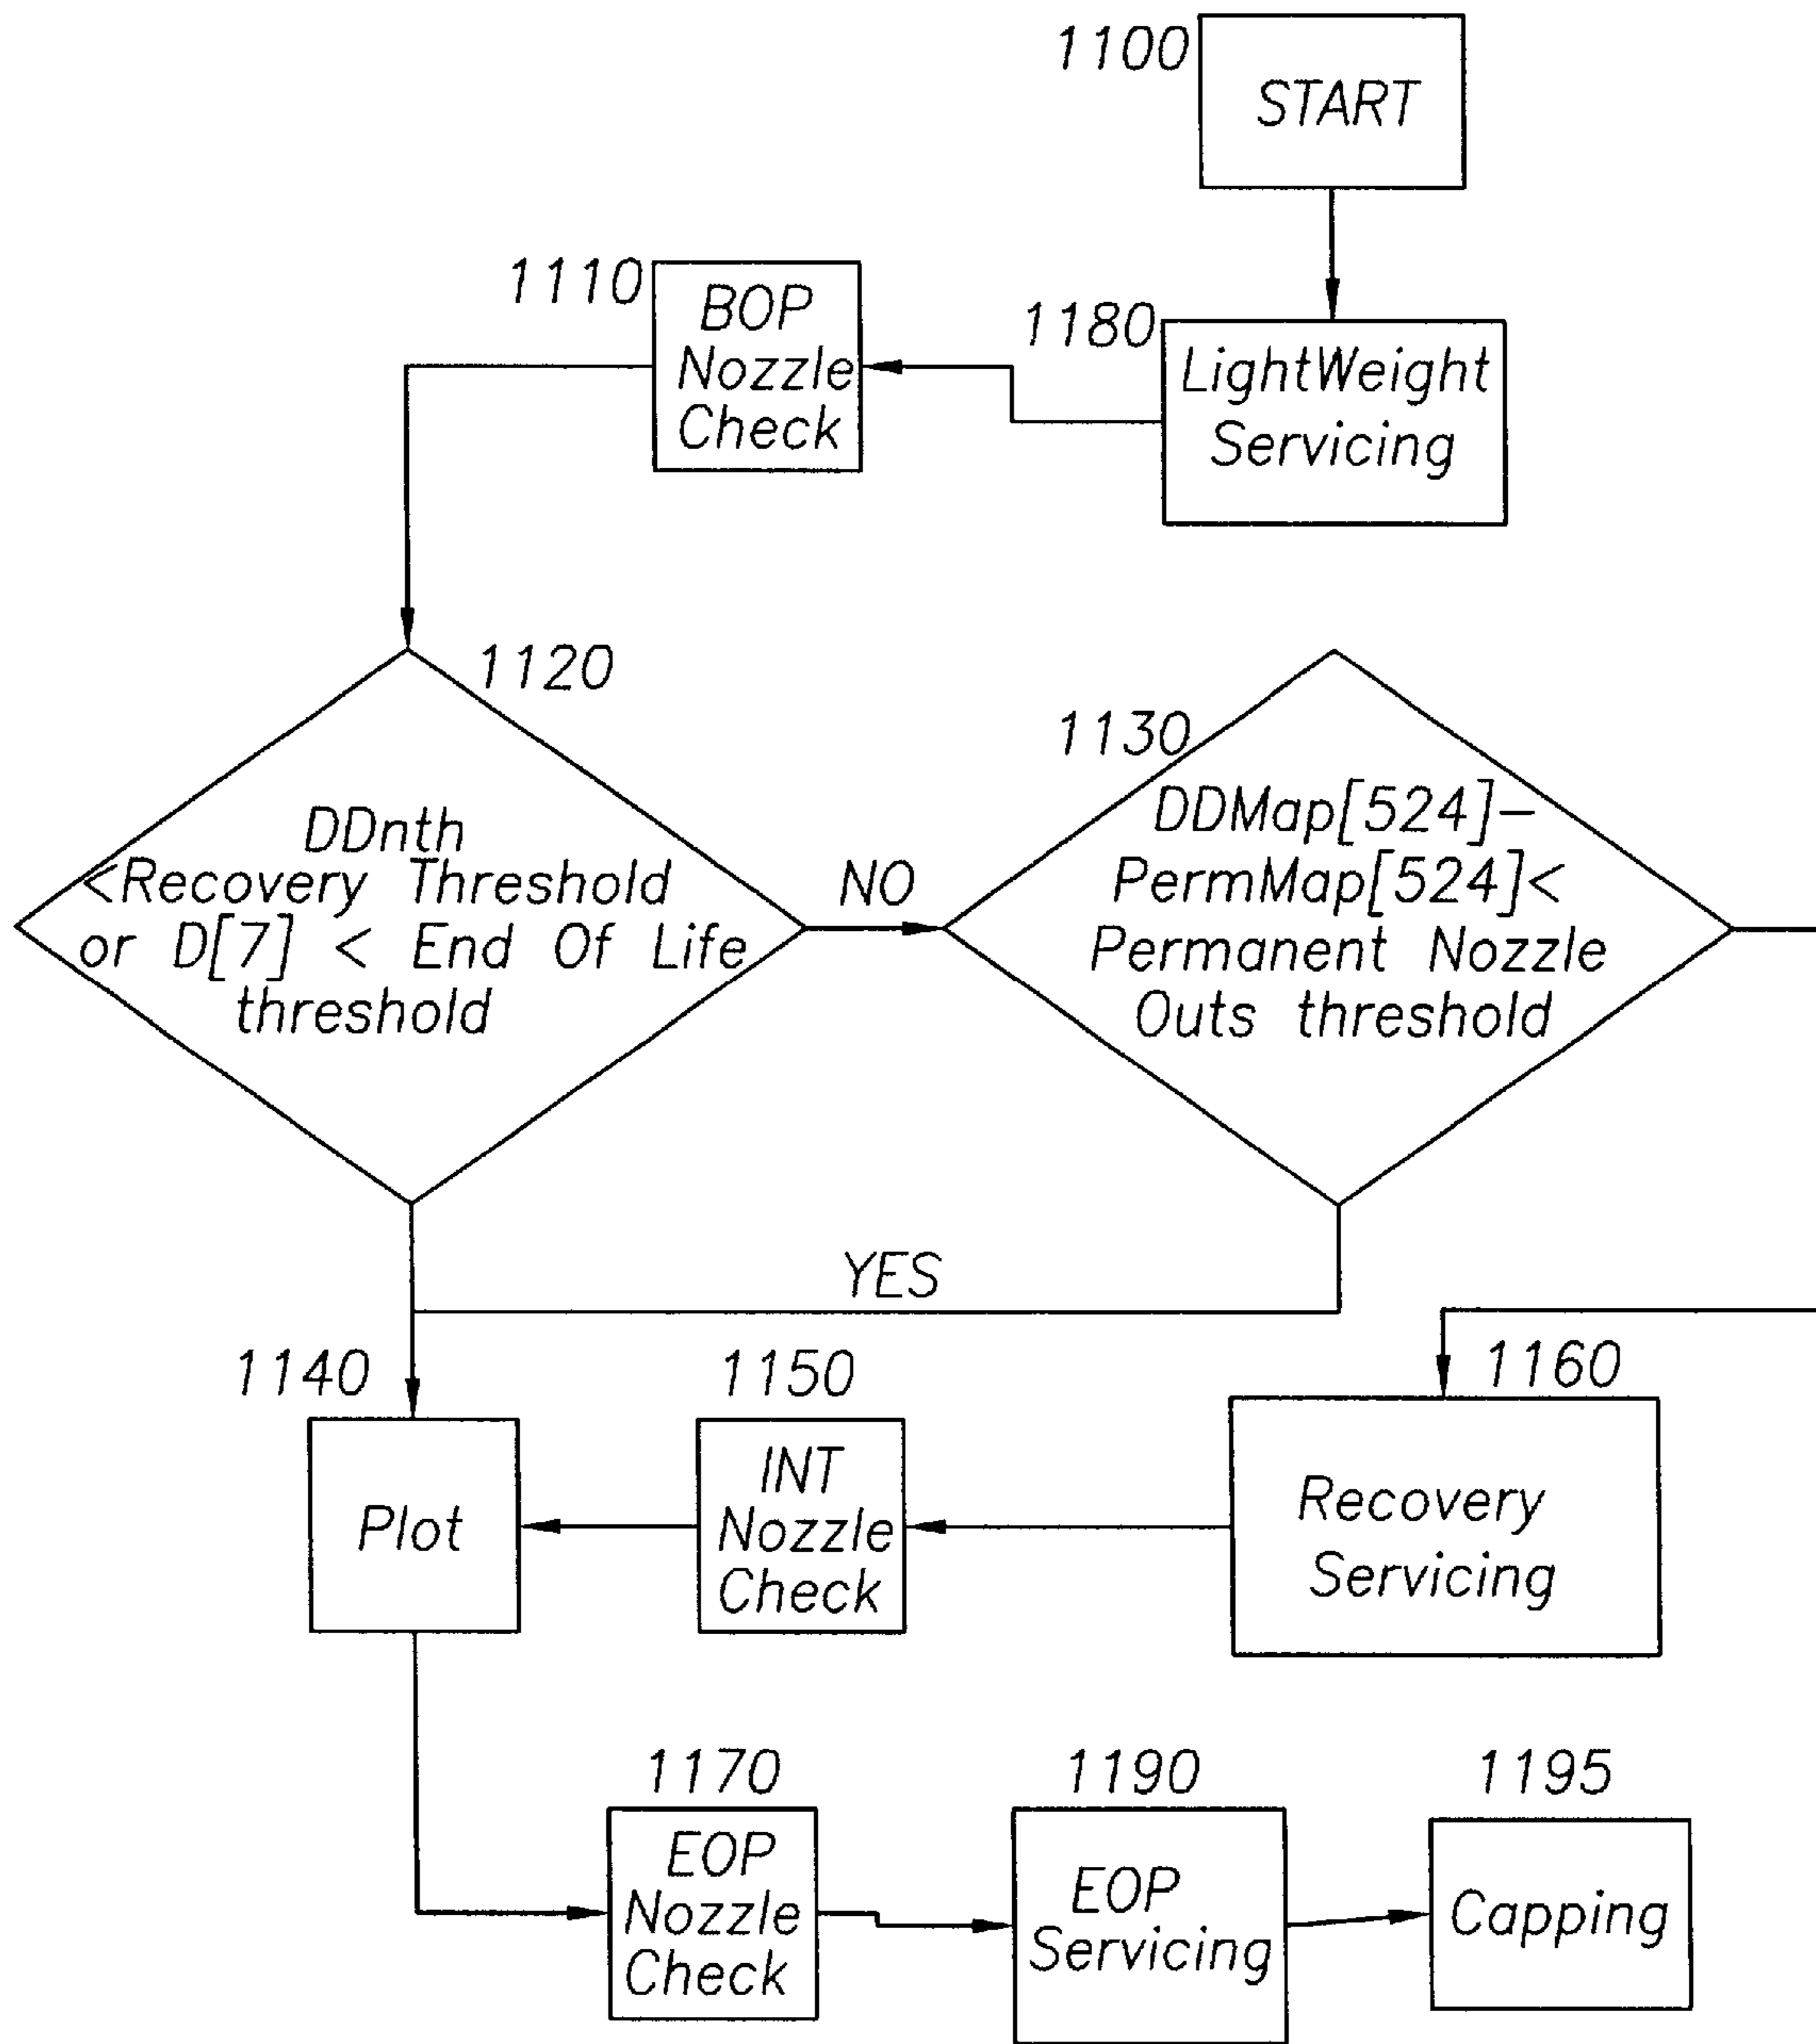 1100
START
1110
BOP
Nozzle
Check
1180
LightWeight
Servicing
1120
DDnth
<Recovery Threshold
or D[7] < End Of Life
threshold
NO
1130
DDMap[524]-
PermMap[524]<
Permanent Nozzle
Outs threshold
YES
1140
Plot
1150
INT
Nozzle
Check
1160
Recovery
Servicing
1170
EOP
Nozzle
Check
1190
EOP
Servicing
1195
Capping